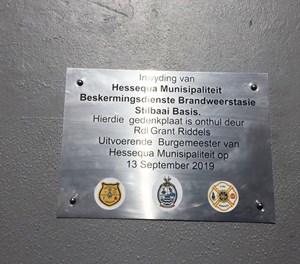 Inwyding van
Hessequa Munisipaliteit
Beskermingsdienste Brandweerstasie
Stilbaai Basis.
Hierdie gedenkplaat is onthul deur
Rdl Grant Riddels
Uitvoerende Burgemeester van
Hessequa Munisipaliteit op
13 September 2019